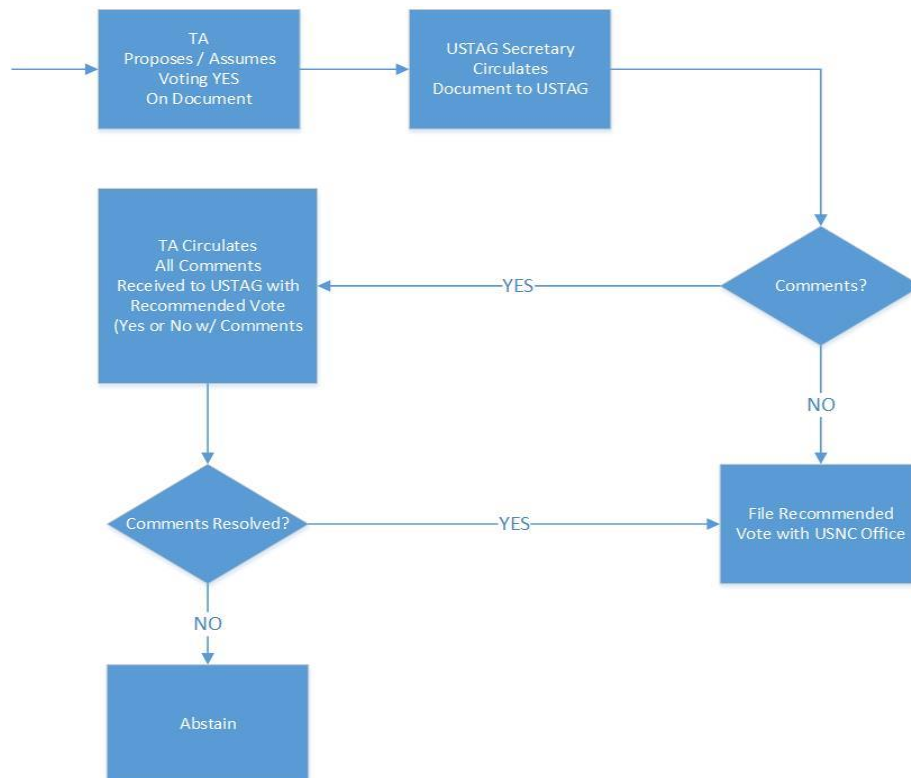 TA
Proposes / Assumes
Voting YES
On Document
USTAG Secretary
Circulates
Document to USTAG
TA Circulates
All Comments
Received to USTAG with
Recommended Vote
(Yes or No w/ Comments
YES
Comments?
NO
Comments Resolved?
YES
File Recommended
Vote with USNC Office
NO
Abstain